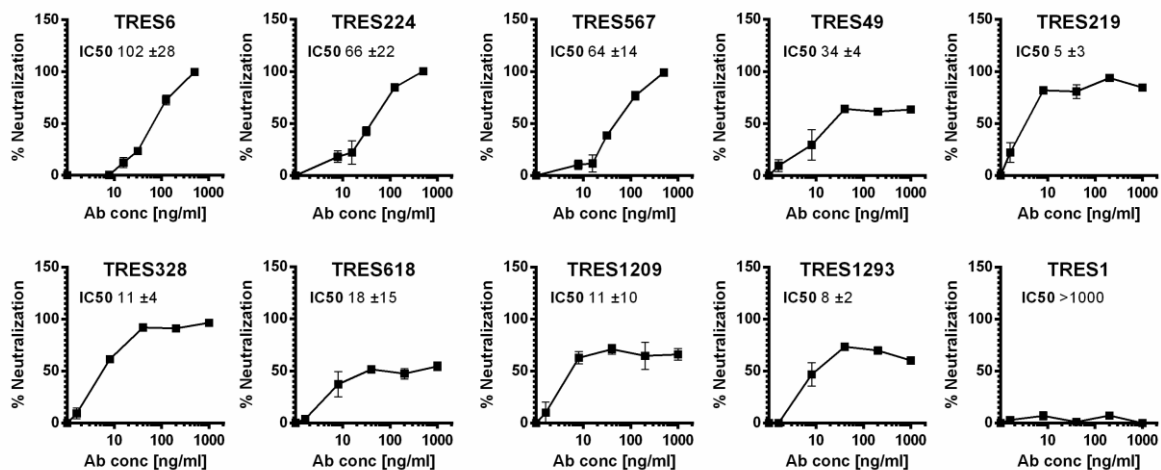 TRES6
TRES224
TRES567
TRES49
TRES219
% Neutralization
150
100
50
0
IC50 102 ±28
10
100
1000
Ab conc [ng/ml]
% Neutralization
150
100
50
0
IC50 66 ±22
10
100
1000
Ab conc [ng/ml]
% Neutralization
150
100
50
0
IC50 64 ±14
10
100
1000
Ab conc [ng/ml]
% Neutralization
150
100
50
0
IC50 34 ±4
10
100
1000
Ab conc [ng/ml]
% Neutralization
150
100
50
0
IC50 5 ±3
10
100
1000
Ab conc [ng/ml]
TRES328
TRES618
TRES1209
TRES1293
TRES1
% Neutralization
150
100
50
0
IC50 11 ±4
10
100
1000
Ab conc [ng/ml]
% Neutralization
150
100
50
0
IC50 18 ±15
10
100
1000
Ab conc [ng/ml]
% Neutralization
150
100
50
0
IC50 11 ±10
10
100
1000
Ab conc [ng/ml]
% Neutralization
150
100
50
0
IC50 8 ±2
10
100
1000
Ab conc [ng/ml]
% Neutralization
150
100
50
0
IC50 >1000
10
100
1000
Ab conc [ng/ml]